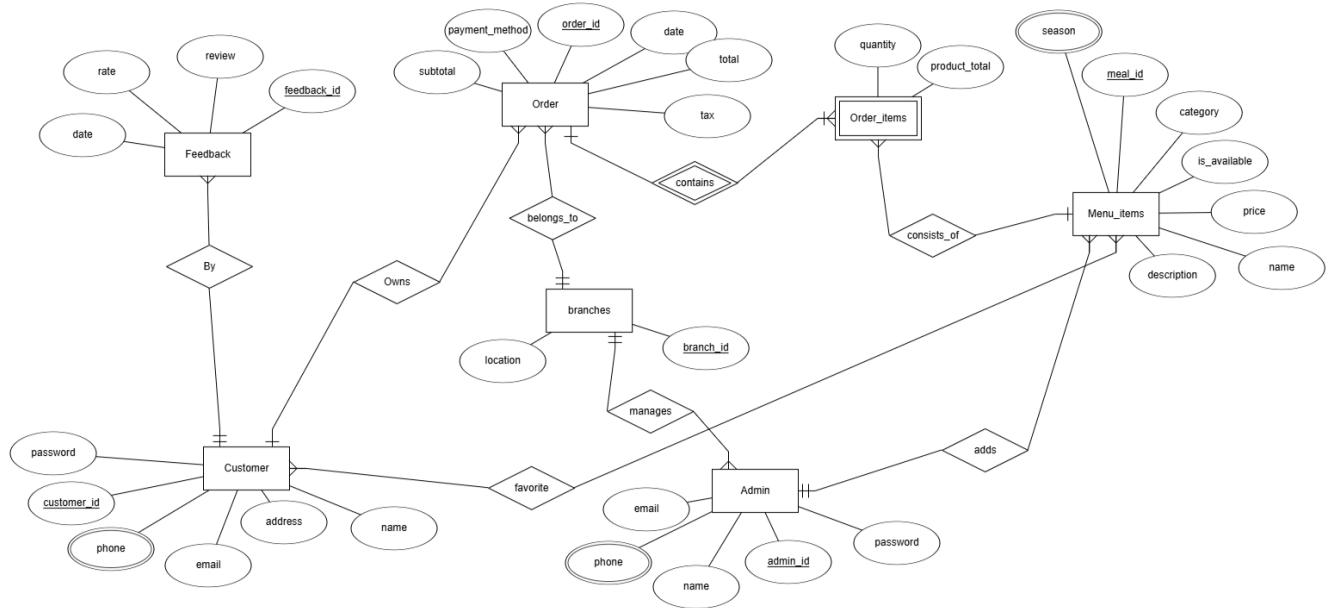 season
payment_method
order_id
date
quantity
review
subtotal
total
product_total
meal_id
rate
feedback_id
Order
tax
Order_items
category
date
Feedback
is_available
contains
belongs_to
Menu_items
price
consists_of
By
Owns
description
name
branches
location
branch_id
manages
password
Customer
adds
favorite
Admin
customer_id
address
name
email
password
phone
email
phone
name
admin_id